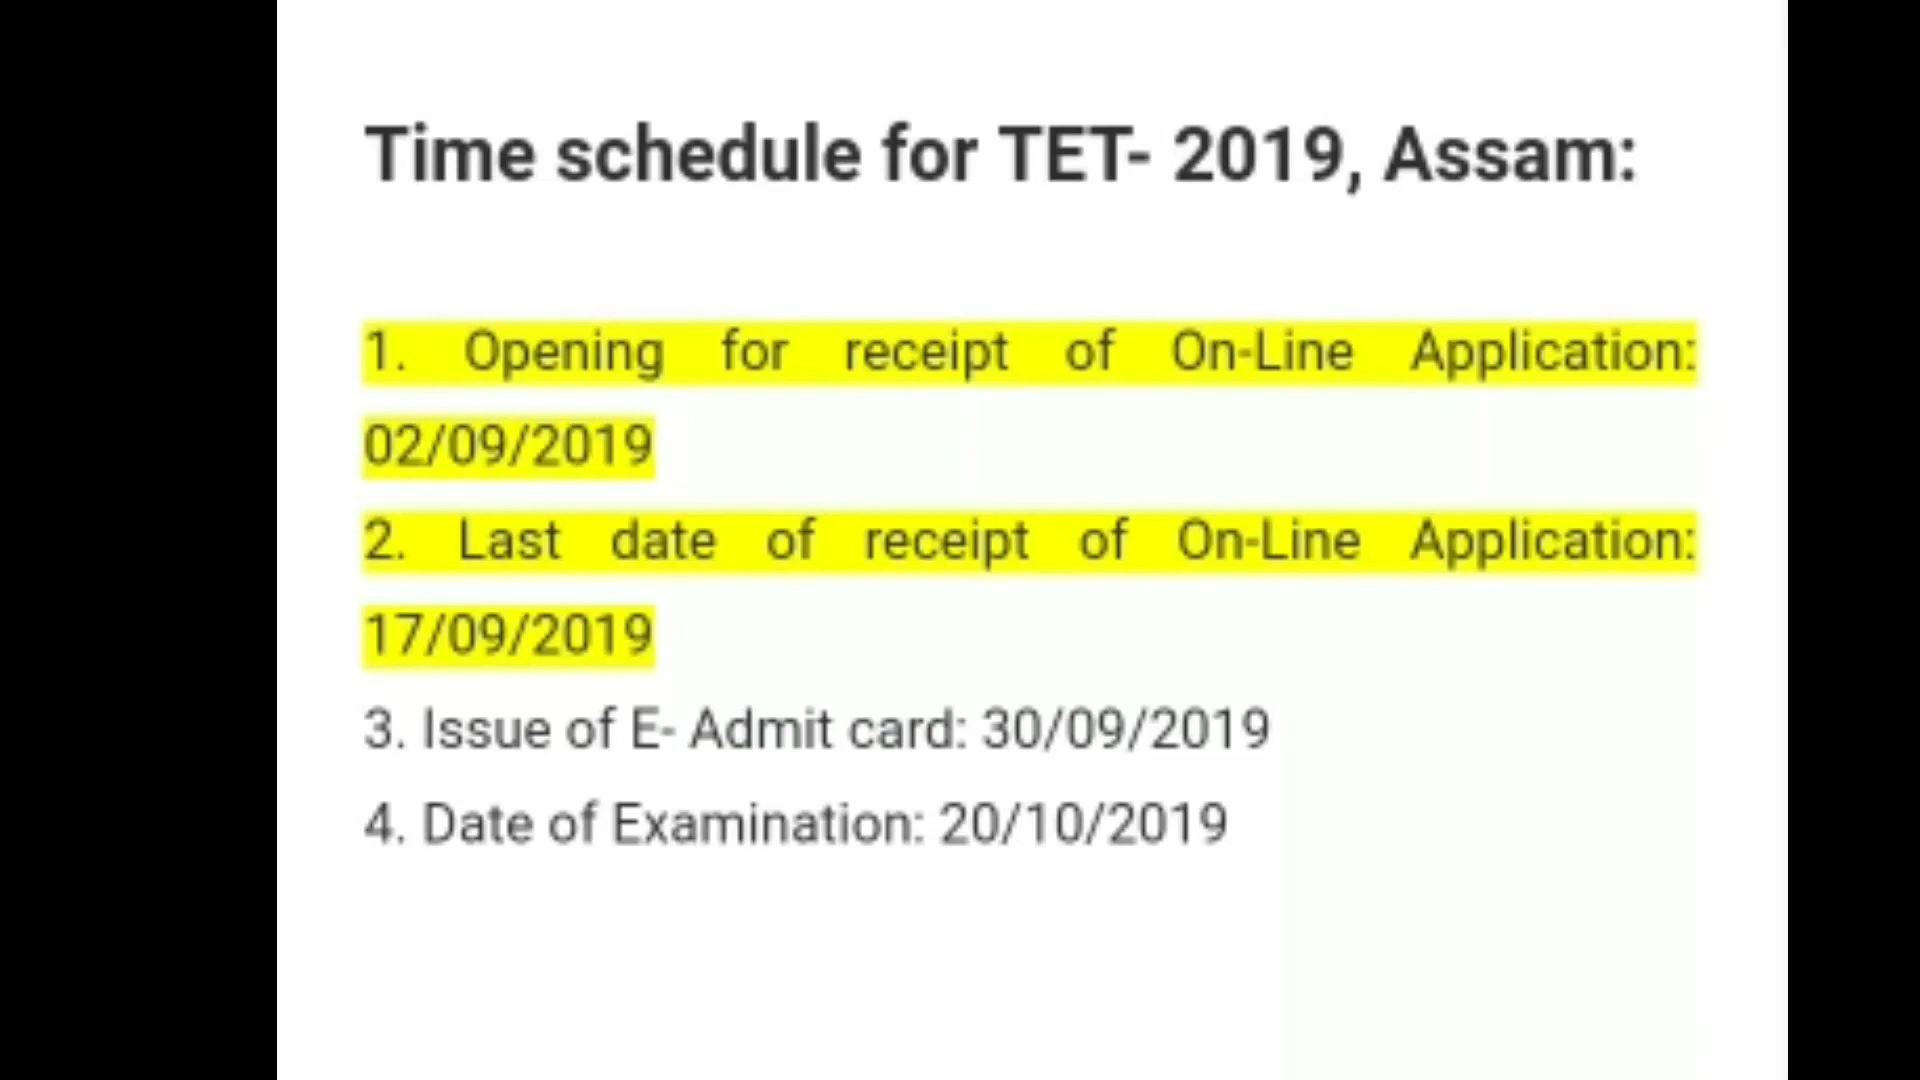 Time schedule for TET- 2019, Assam:
1. Opening for receipt of On-Line Application:
02/09/2019
2. Last date of receipt of On-Line Application:
17/09/2019
3. Issue of E- Admit card: 30/09/2019
4. Date of Examination: 20/10/2019